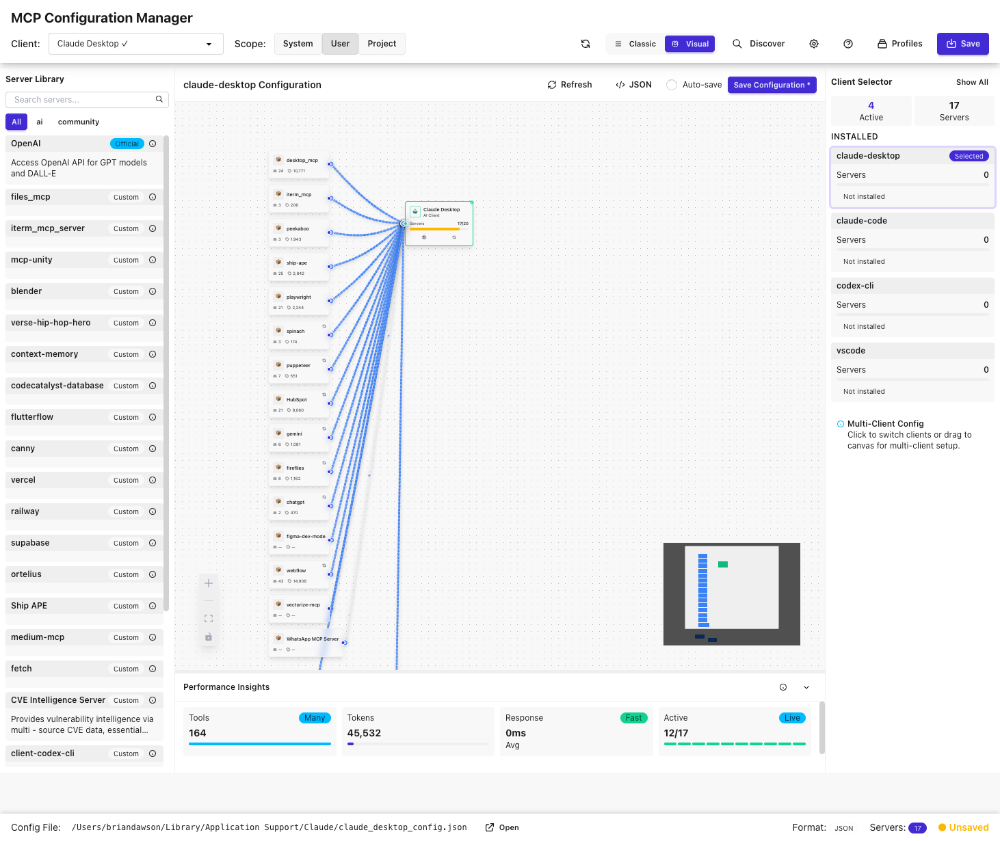 MCP Configuration Manager
Client: Claude Desktop ✓ Scope: System User Project Classic Visual Discover Profiles Save
Server Library
Search servers...
All ai community
OpenAI Official
Access OpenAI API for GPT models
and DALL-E
files_mcp Custom
iterm_mcp_server Custom
mcp-unity Custom
blender Custom
verse-hip-hop-hero Custom
context-memory Custom
codecatalyst-database Custom
flutterflow Custom
canny Custom
vercel Custom
railway Custom
supabase Custom
ortelius Custom
Ship APE Custom
medium-mcp Custom
fetch Custom
CVE Intelligence Server Custom
Provides vulnerability intelligence via
multi - source CVE data, essential...
client-codex-cli Custom
claude-desktop Configuration Refresh </> JSON Auto-save Save Configuration *
desktop_mcp
24 10,771
iterm_mcp
3 206
peekaboo
3 1,943
ship-ape
25 2,842
playwright
21 2,344
spinach
3 174
puppeteer
7 551
HubSpot
21 9,080
gemini
6 1,081
fireflies
6 1,162
chatgpt
2 470
figma-dev-mode
— —
webflow
43 14,908
vectorize-mcp
— —
WhatsApp MCP Server
— —
Claude Desktop
AI Client
Servers 17/20
Performance Insights
Tools Many
164
Tokens
45,532
Response Fast
0ms
Avg
Active Live
12/17
Client Selector Show All
4
Active
17
Servers
INSTALLED
claude-desktop Selected
Servers 0
Not installed
claude-code
Servers 0
Not installed
codex-cli
Servers 0
Not installed
vscode
Servers 0
Not installed
Multi-Client Config
Click to switch clients or drag to
canvas for multi-client setup.
Config File: /Users/briandawson/Library/Application Support/Claude/claude_desktop_config.json Open Format: JSON Servers: 17 Unsaved